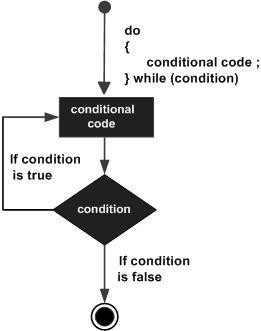 do
{
conditional code ;
} while (condition)
conditional
code
If condition
is true
condition
If condition
is false